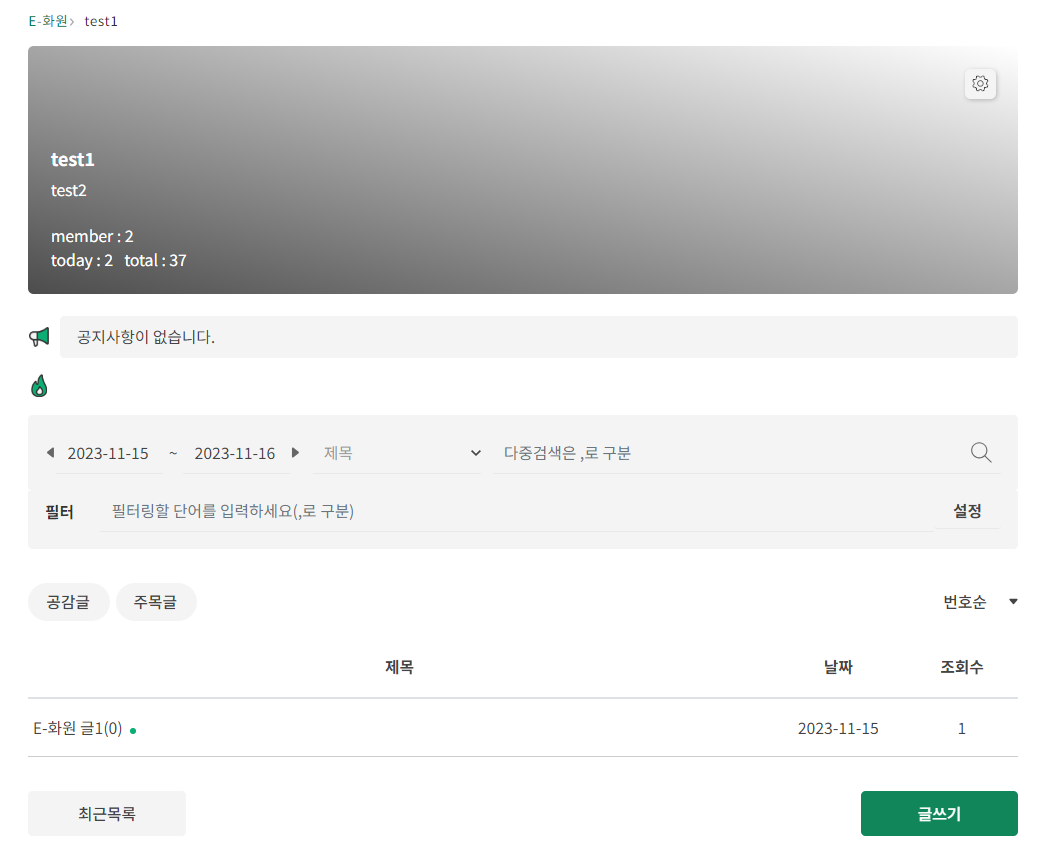 E-화원› test1
test1
test2
member : 2
today : 2 total : 37
공지사항이 없습니다.
2023-11-15 ~ 2023-11-16 제목 다중검색은 ,로 구분
필터 필터링할 단어를 입력하세요(,로 구분) 설정
공감글 주목글 번호순
제목 날짜 조회수
E-화원 글1(0) 2023-11-15 1
최근목록 글쓰기